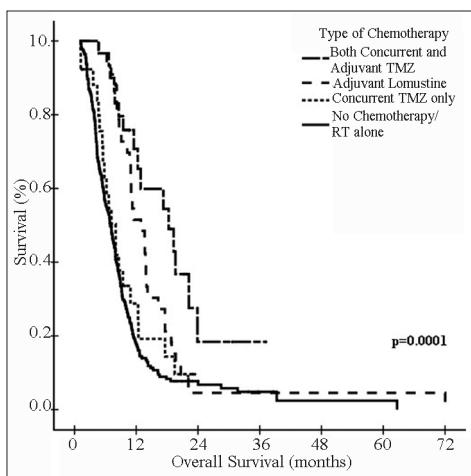 Type of Chemotherapy
Both Concurrent and
Adjuvant TMZ
Adjuvant Lomustine
Concurrent TMZ only
No Chemotherapy/
RT alone
10.
0.8
0.6
0.4
0.2
0.0
Survival (%)
p=0.0001
0 12 24 36 48 60 72
Overall Survival (months)